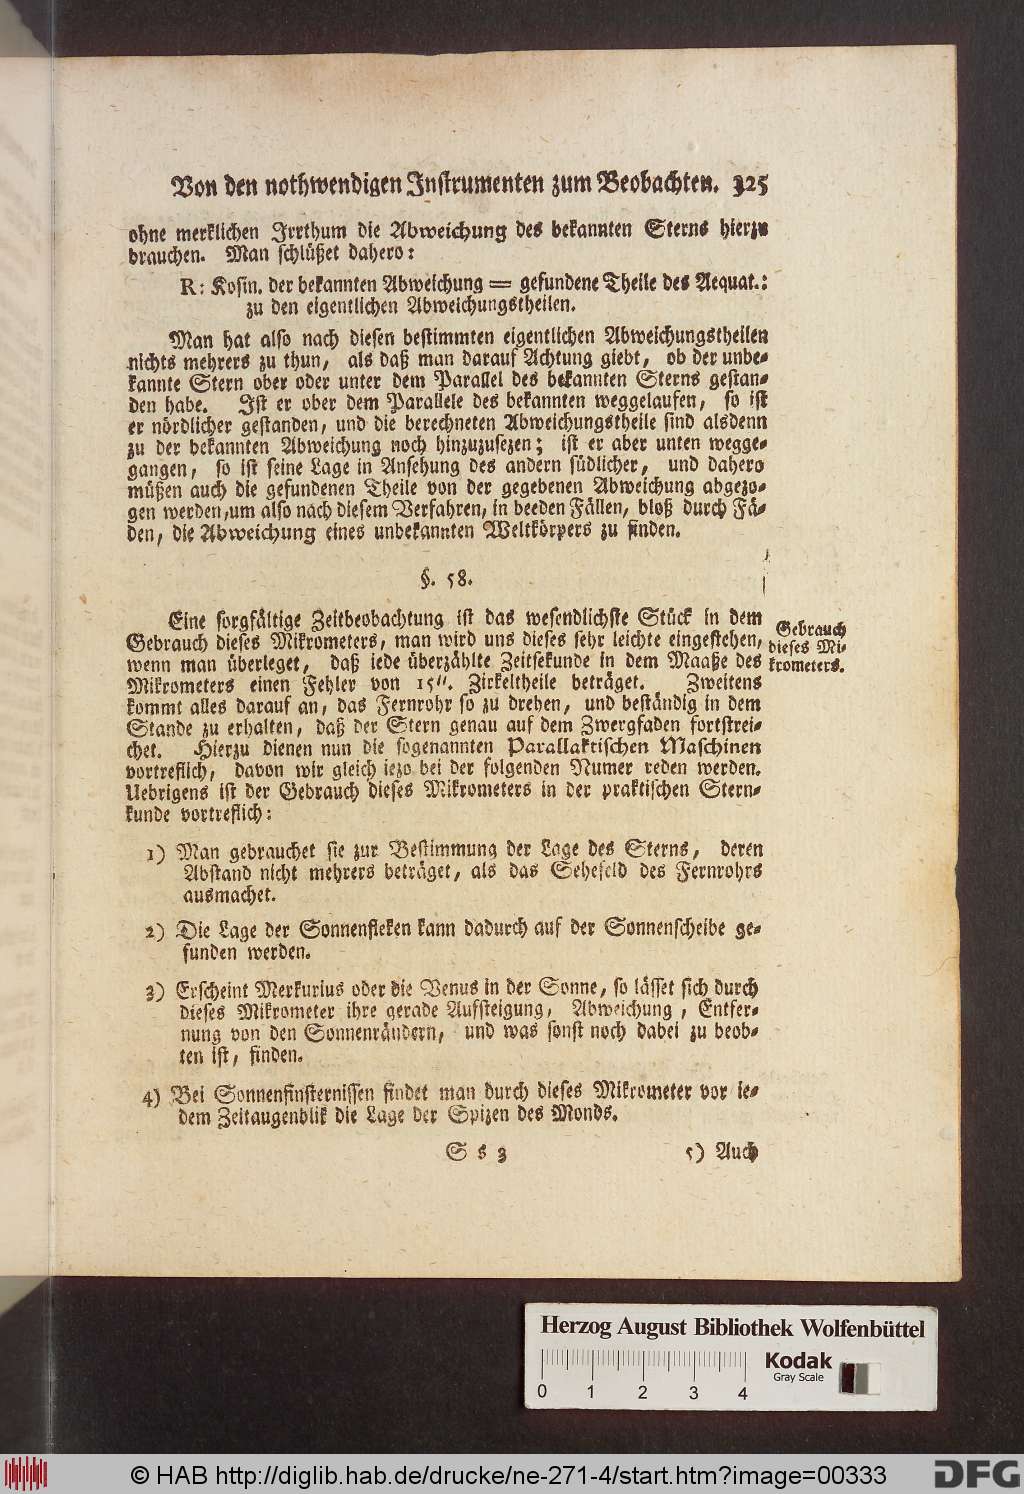 Von den nothwendigen Instrumenten zum Beobachten. 325
ohne merklichen Irrthum die Abweichung des bekannten Sterns hierzu
brauchen. Man schlüßet dahero:
R: Kosin. der bekannten Abweichung = gefundene Theile des Aequat.:
zu den eigentlichen Abweichungstheilen.
Man hat also nach diesen bestimmten eigentlichen Abweichungstheilen
nichts mehrers zu thun, als daß man darauf Achtung giebt, ob der unbe-
kannte Stern ober oder unter dem Parallel des bekannten Sterns gestan-
den habe. Ist er ober dem Parallele des bekannten weggelaufen, so ist
er nördlicher gestanden, und die berechneten Abweichungstheile sind alsdenn
zu der bekannten Abweichung noch hinzuzusezen; ist er aber unten wegge-
gangen, so ist seine Lage in Ansehung des andern südlicher, und dahero
müßen auch die gefundenen Theile von der gegebenen Abweichung abgezo-
gen werden, um also nach diesem Verfahren, in beeden Fällen, bloß durch Fä-
den, die Abweichung eines unbekannten Weltkörpers zu finden.
§. 58.
Eine sorgfältige Zeitbeobachtung ist das wesendlichste Stück in dem
Gebrauch dieses Mikrometers, man wird uns dieses sehr leichte eingestehen,
wenn man überleget, daß iede überzählte Zeitsekunde in dem Maaße des
Mikrometers einen Fehler von 15''. Zirkeltheile beträget. Zweitens
kommt alles darauf an, das Fernrohr so zu drehen, und beständig in dem
Stande zu erhalten, daß der Stern genau auf dem Zwergfaden fortstrei-
chet. Hierzu dienen nun die sogenannten Parallaktischen Maschinen
vortreflich, davon wir gleich iezo bei der folgenden Numer reden werden.
Uebrigens ist der Gebrauch dieses Mikrometers in der praktischen Stern-
kunde vortreflich:
Gebrauch
dieses Mi-
krometers.
1) Man gebrauchet sie zur Bestimmung der Lage des Sterns, deren
Abstand nicht mehrers beträget, als das Sehefeld des Fernrohrs
ausmachet.
2) Die Lage der Sonnenfleken kann dadurch auf der Sonnenscheibe ge-
funden werden.
3) Erscheint Merkurius oder die Venus in der Sonne, so lässet sich durch
dieses Mikrometer ihre gerade Aufsteigung, Abweichung, Entfer-
nung von den Sonnenrändern, und was sonst noch dabei zu beob-
ten ist, finden.
4) Bei Sonnenfinsternissen findet man durch dieses Mikrometer vor ie-
dem Zeitaugenblik die Lage der Spizen des Monds.
S s 3 5) Auch
Herzog August Bibliothek Wolfenbüttel
Kodak
Gray Scale
0 1 2 3 4
© HAB http://diglib.hab.de/drucke/ne-271-4/start.htm?image=00333
DFG